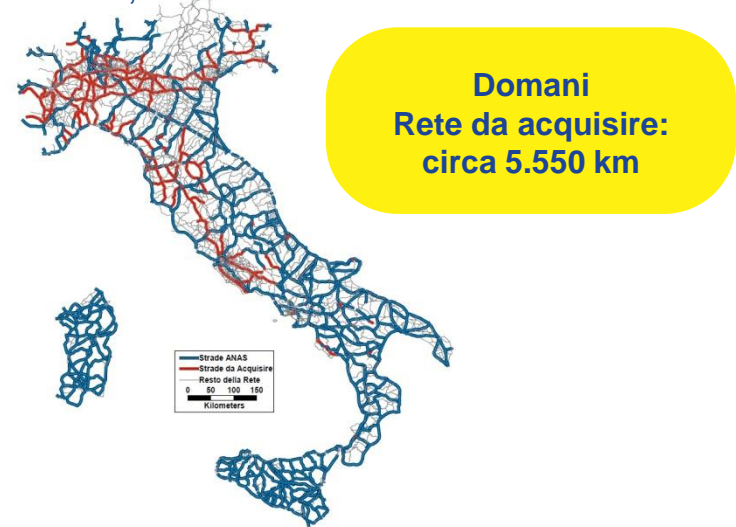 Domani
Rete da acquisire:
circa 5.550 km
Strade ANAS
Strade da Acquisire
Resto della Rete
0 50 100 150
Kilometers